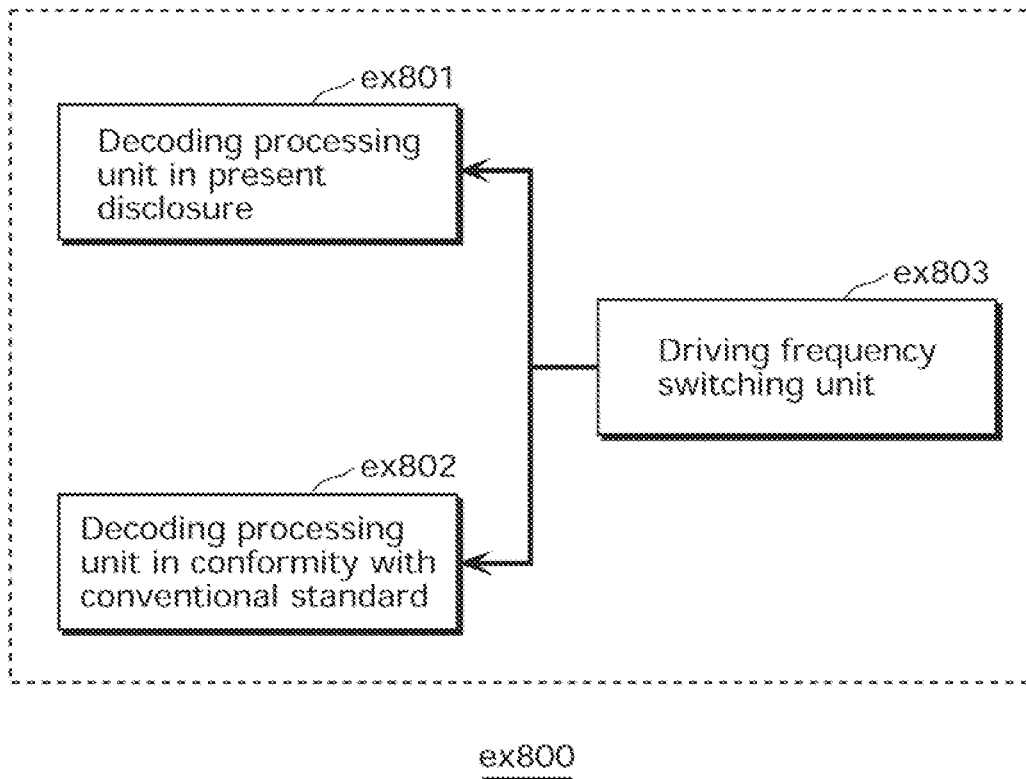 ex801
Decoding processing
unit in present
disclosure
ex803
Driving frequency
switching unit
ex802
Decoding processing
unit in conformity with
conventional standard
ex800